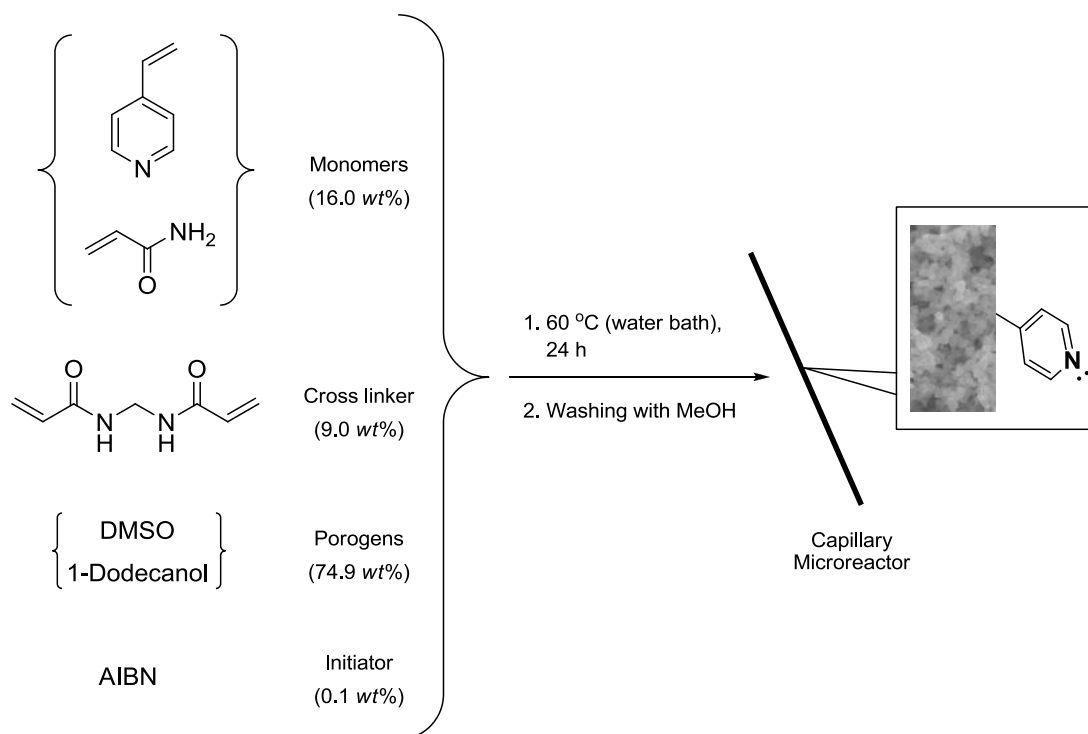 N
NH2
O
Monomers
(16.0 wt%)
O
O
N
H
N
H
Cross linker
(9.0 wt%)
DMSO
1-Dodecanol
Porogens
(74.9 wt%)
AIBN
Initiator
(0.1 wt%)
1. 60 °C (water bath),
24 h
2. Washing with MeOH
N
Capillary
Microreactor